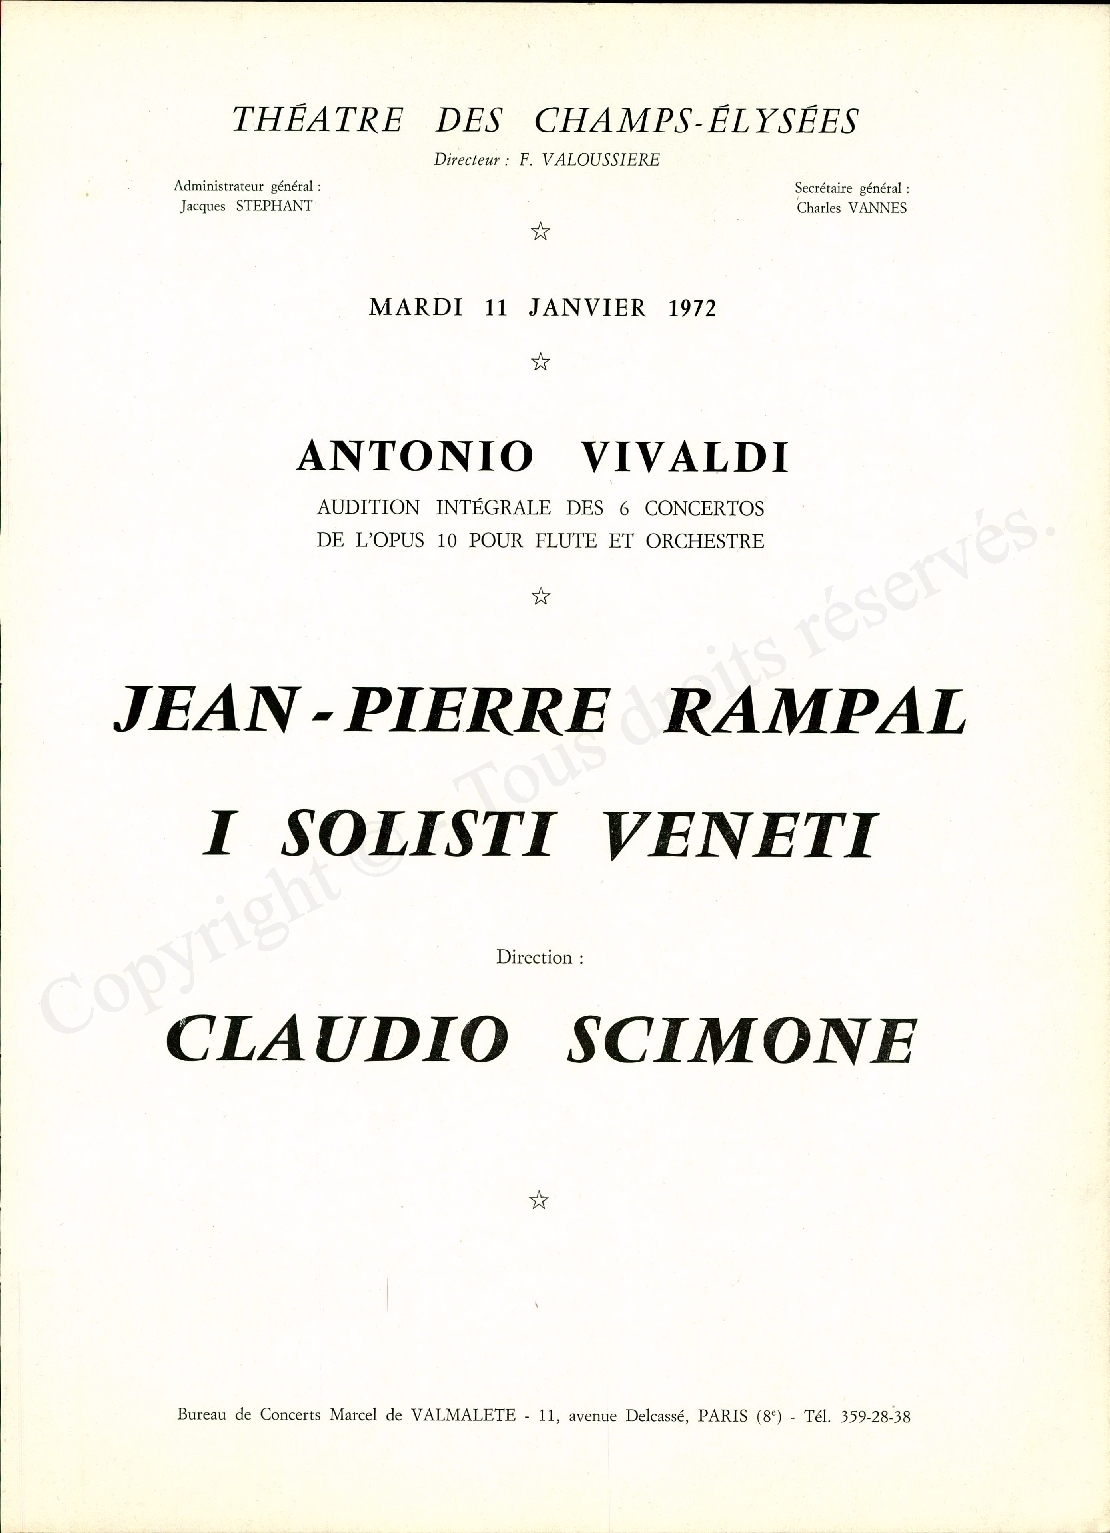 THÉATRE DES CHAMPS-ÉLYSÉES
Directeur : F. VALOUSSIERE
Administrateur général :
Jacques STEPHANT
Secrétaire général :
Charles VANNES
MARDI 11 JANVIER 1972
ANTONIO VIVALDI
AUDITION INTÉGRALE DES 6 CONCERTOS
DE L'OPUS 10 POUR FLUTE ET ORCHESTRE
JEAN-PIERRE RAMPAL
I SOLISTI VENETI
Direction :
CLAUDIO SCIMONE
Bureau de Concerts Marcel de VALMALETE - 11, avenue Delcassé, PARIS (8e) - Tél. 359-28-38
Copyright © - Tous droits réservés.